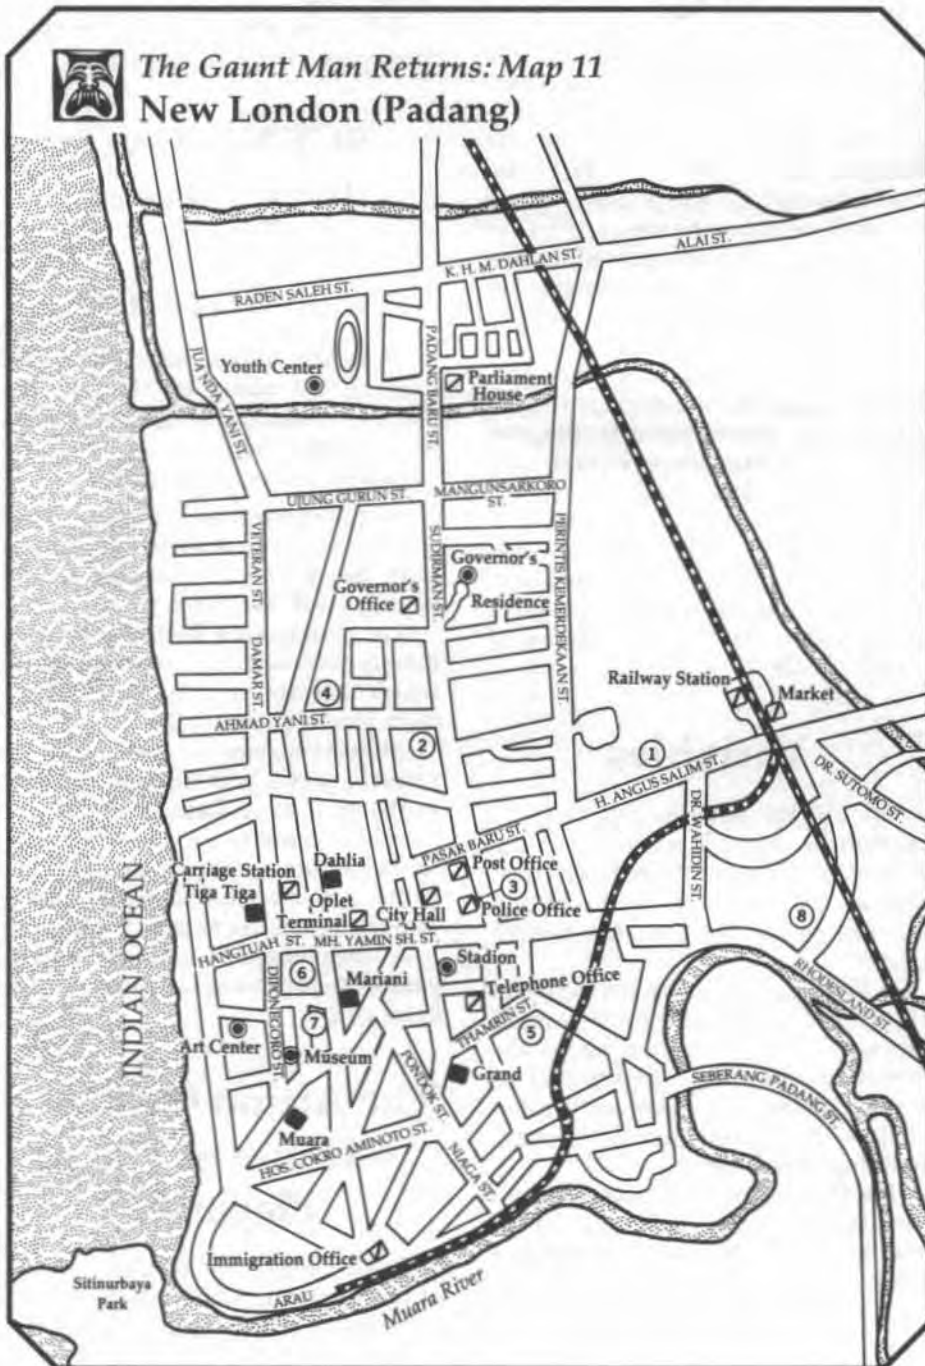 The Gaunt Man Returns: Map 11
New London (Padang)
ALAI ST.
K. H. M. DAHLAN ST.
RADEN SALEH ST.
JUANDA YANI ST.
Youth Center
PADANG BARU ST.
Parliament
House
UJUNG GURUN ST.
MANGUNSARKORO
ST.
VETERAN ST.
SUDIRMAN ST.
PERINTIS KEMERDEKAAN ST.
Governor's
Residence
Governor's
Office
DAMAR ST.
4
Railway Station
Market
AHMAD YANI ST.
2
1
H. ANGUS SALIM ST.
DR. SUTOMO ST.
DR. WAHIDIN ST.
PASAR BARU ST.
Carriage Station
Dahlia
Post Office
Tiga Tiga
Oplet
Terminal
City Hall
3
Police Office
8
INDIAN OCEAN
HANGTUAH ST.
MH. YAMIN SH. ST.
Stadion
6
DIPONEGORO ST.
Mariani
Telephone Office
RHODENLAND ST.
7
THAMRIN ST.
5
Art Center
Museum
PONDOK ST.
Grand
SEBERANG PADANG ST.
Muara
HOS. COKRO AMINOTO ST.
NIAGA ST.
Immigration Office
Sitinurbaya
Park
ARAU
Muara River